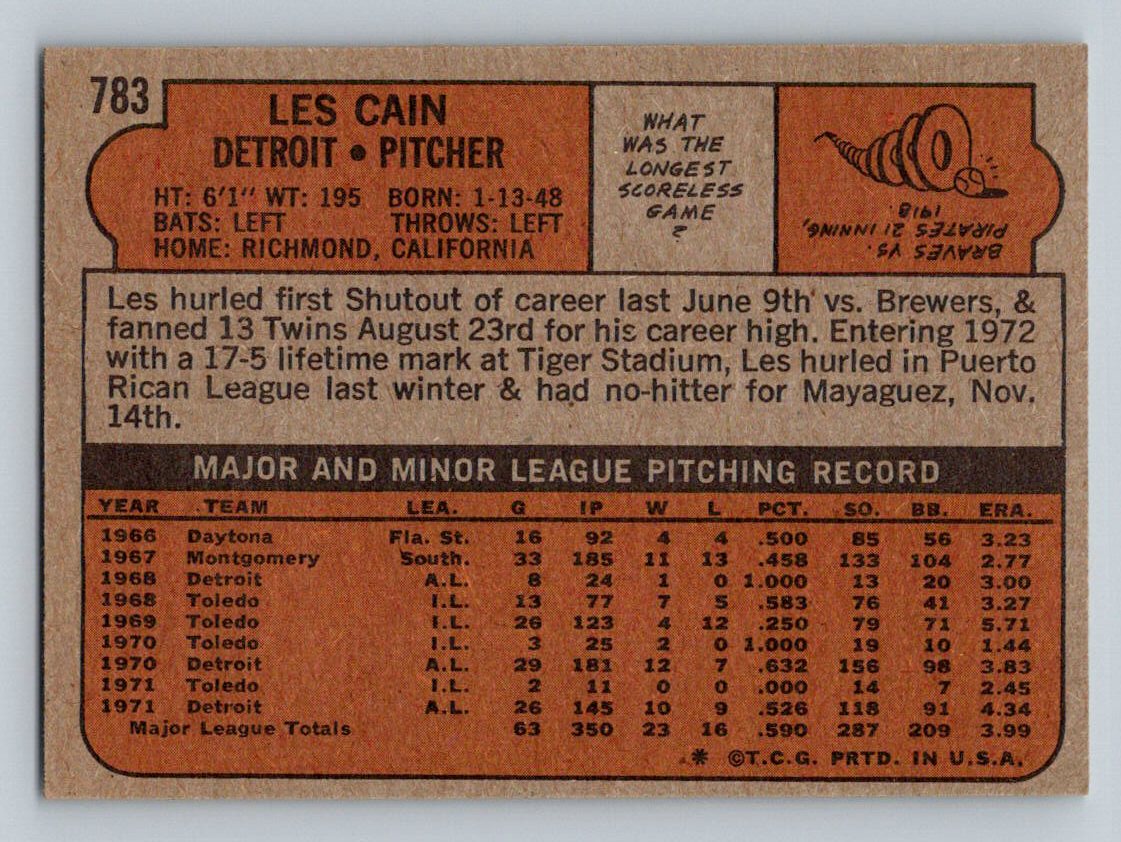 783
LES CAIN
DETROIT • PITCHER
HT: 6'1" WT: 195 BORN: 1-13-48
BATS: LEFT THROWS: LEFT
HOME: RICHMOND, CALIFORNIA
WHAT
WAS THE
LONGEST
SCORELESS
GAME
?
BRAVES VS.
PIRATES 21 INNING,
1918.
Les hurled first Shutout of career last June 9th vs. Brewers, &
fanned 13 Twins August 23rd for his career high. Entering 1972
with a 17-5 lifetime mark at Tiger Stadium, Les hurled in Puerto
Rican League last winter & had no-hitter for Mayaguez, Nov.
14th.
MAJOR AND MINOR LEAGUE PITCHING RECORD
YEAR TEAM LEA. G IP W L PCT. SO. BB. ERA.
1966 Daytona Fla. St. 16 92 4 4 .500 85 56 3.23
1967 Montgomery South. 33 185 11 13 .458 133 104 2.77
1968 Detroit A.L. 8 24 1 0 1.000 13 20 3.00
1968 Toledo I.L. 13 77 7 5 .583 76 41 3.27
1969 Toledo I.L. 26 123 4 12 .250 79 71 5.71
1970 Toledo I.L. 3 25 2 0 1.000 19 10 1.44
1970 Detroit A.L. 29 181 12 7 .632 156 98 3.83
1971 Toledo I.L. 2 11 0 0 .000 14 7 2.45
1971 Detroit A.L. 26 145 10 9 .526 118 91 4.34
Major League Totals 63 350 23 16 .590 287 209 3.99
* ©T.C.G. PRTD. IN U.S.A.